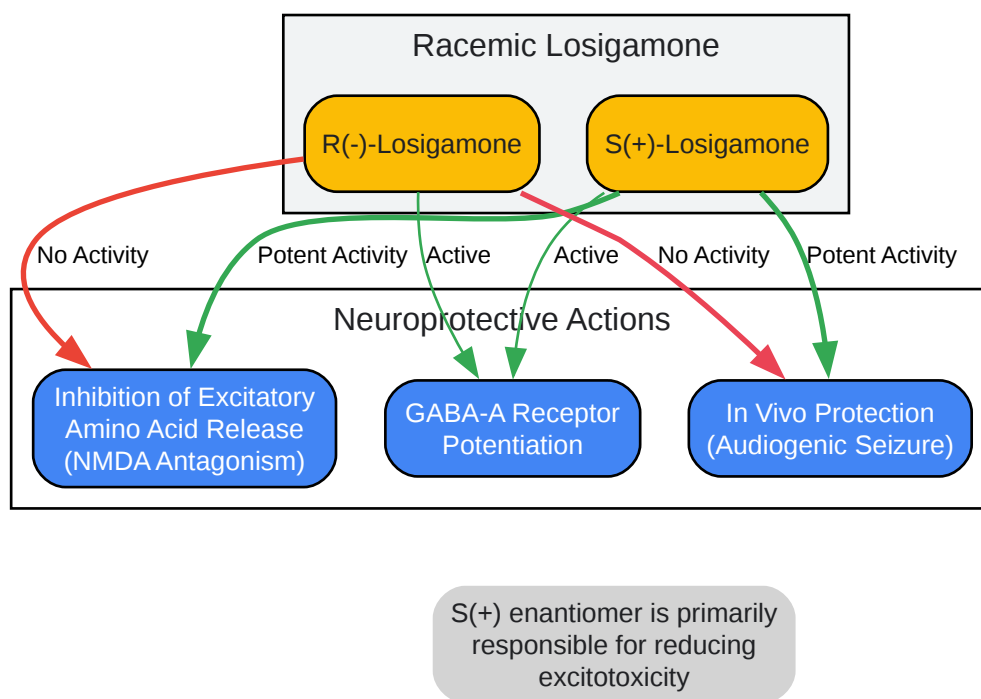 Racemic Losigamone
R(-)-Losigamone
S(+)-Losigamone
No Activity
Potent Activity
Active
Active
No Activity
Potent Activity
Neuroprotective Actions
Inhibition of Excitatory
Amino Acid Release
(NMDA Antagonism)
GABA-A Receptor
Potentiation
In Vivo Protection
(Audiogenic Seizure)
S(+) enantiomer is primarily
responsible for reducing
excitotoxicity